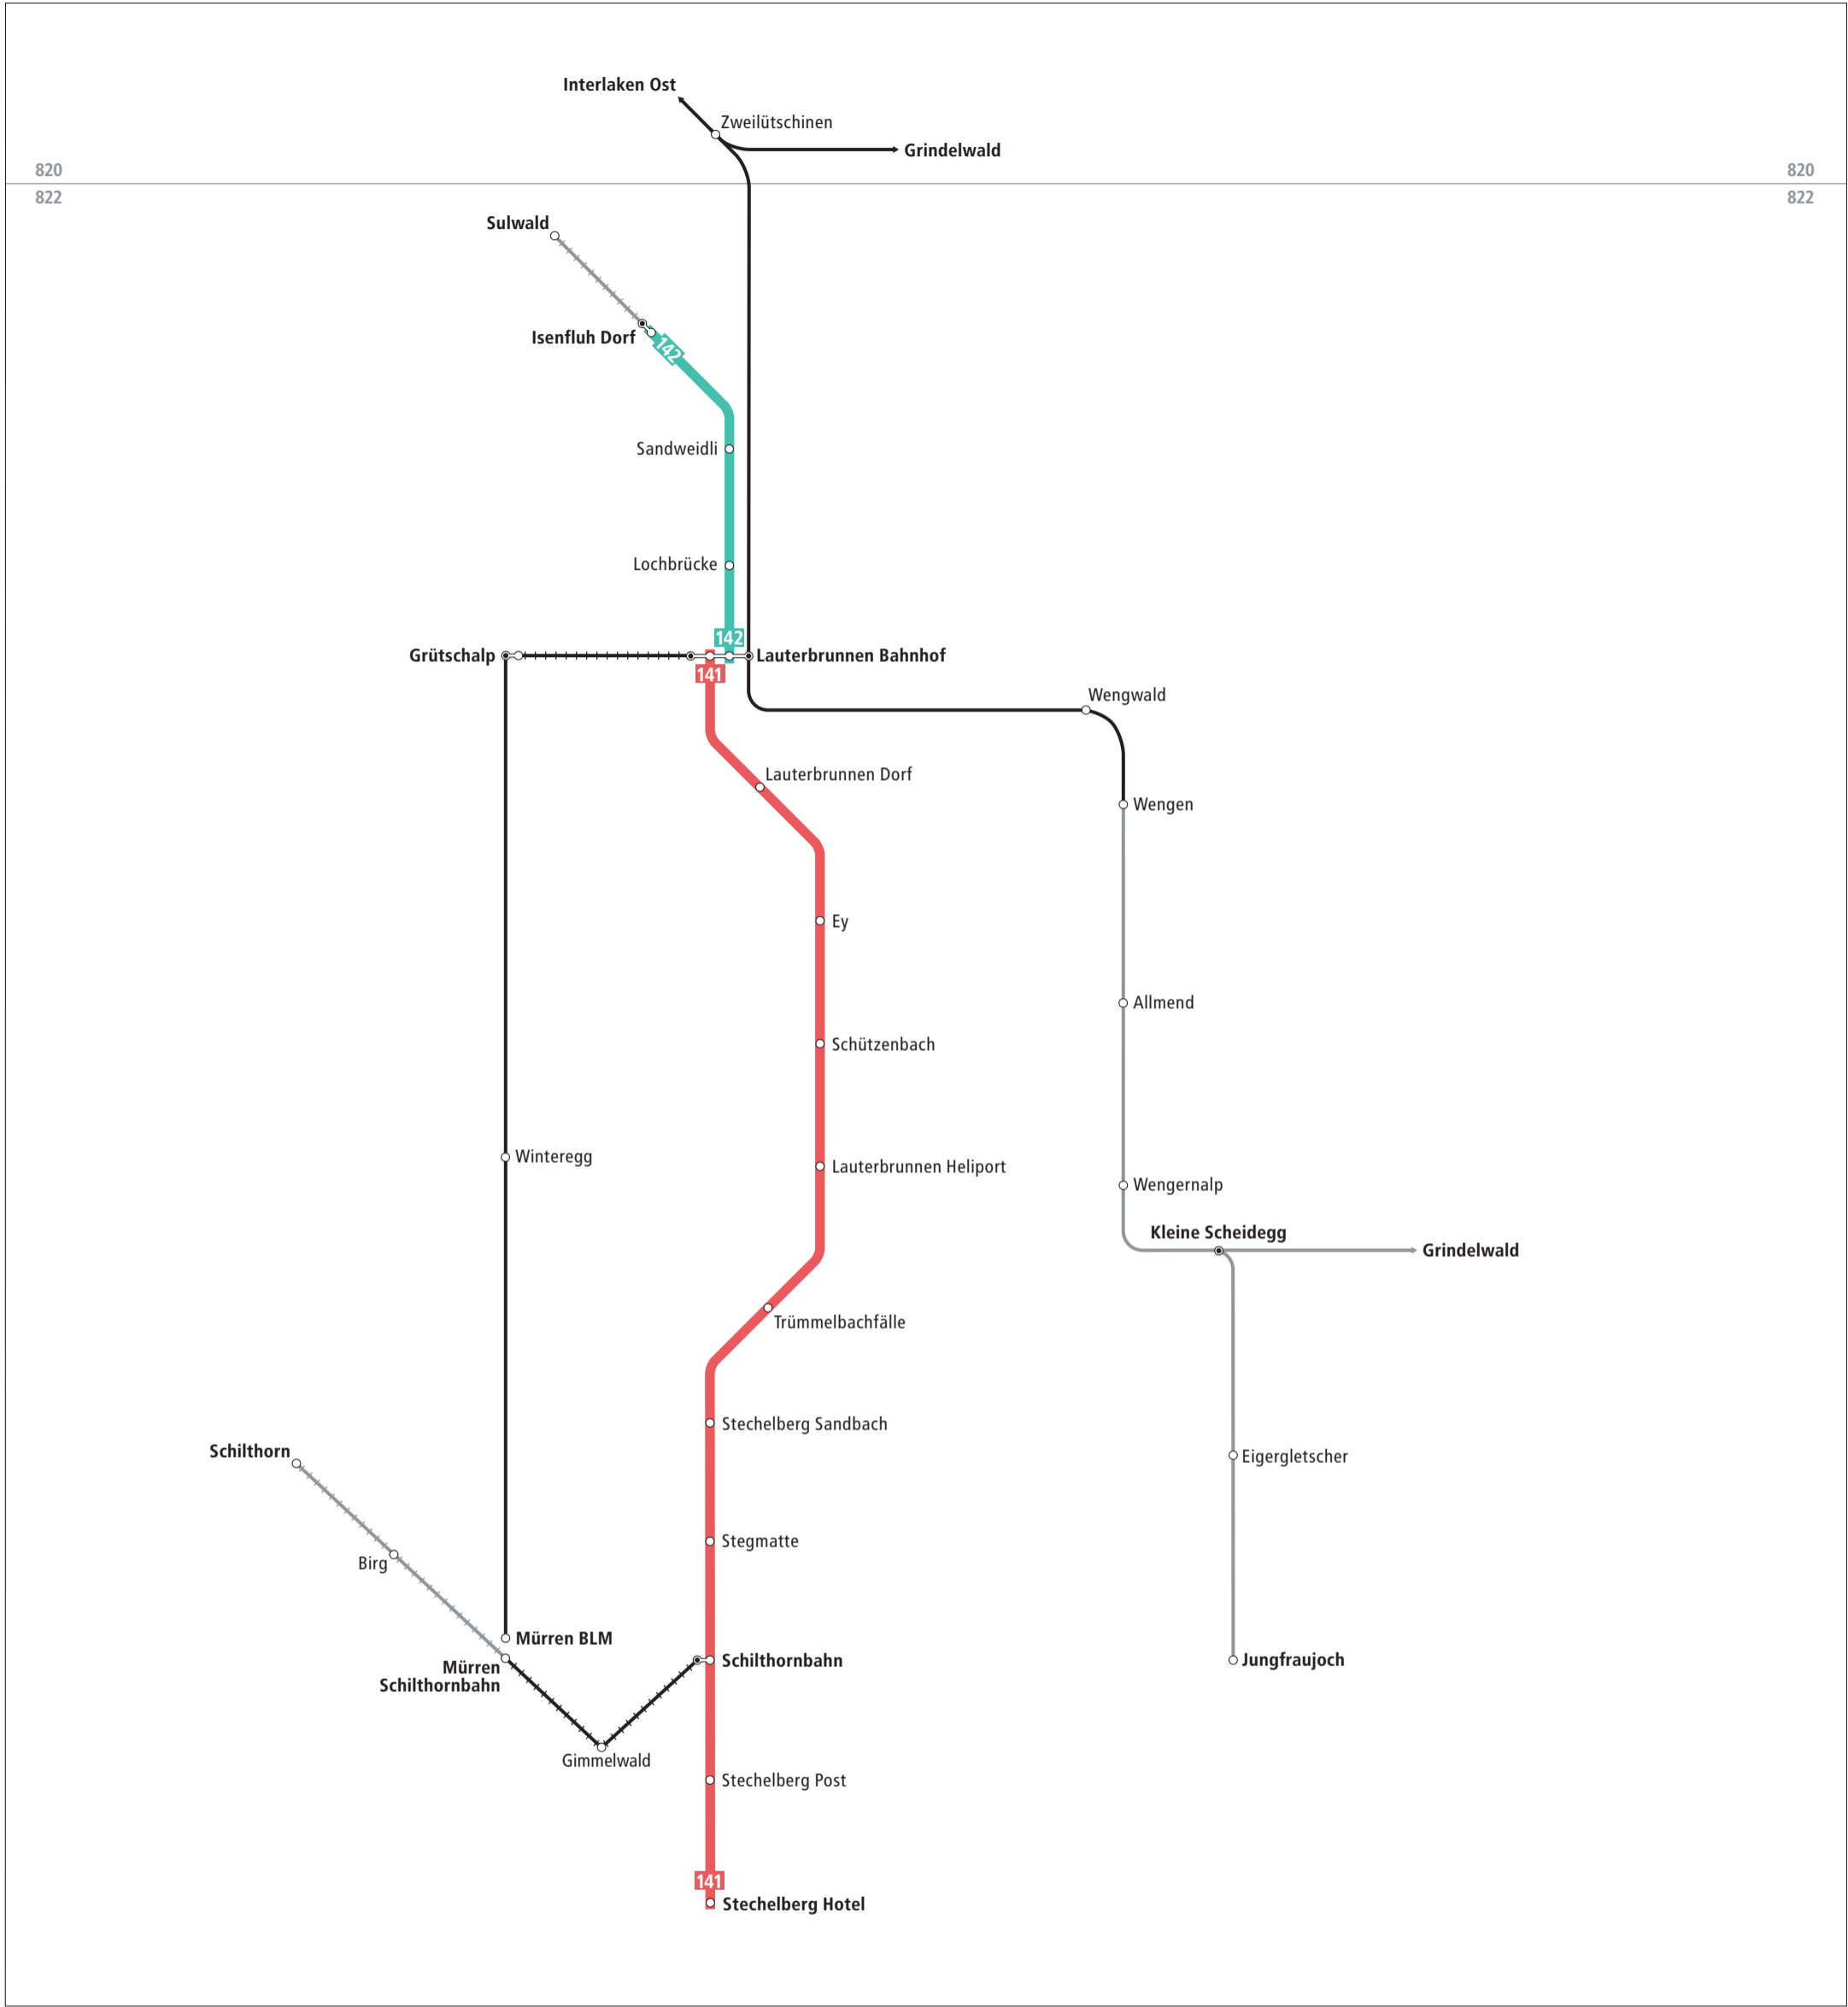 Interlaken Ost
Zweilütschinen
Grindelwald
820
820
822
822
Sulwald
Isenfluh Dorf
142
Sandweidli
Lochbrücke
142
Grütschalp
Lauterbrunnen Bahnhof
141
Wengwald
Lauterbrunnen Dorf
Wengen
Ey
Allmend
Schützenbach
Winteregg
Lauterbrunnen Heliport
Wengernalp
Kleine Scheidegg
Grindelwald
Trümmelbachfälle
Stechelberg Sandbach
Schilthorn
Eigergletscher
Stegmatte
Birg
Mürren BLM
Mürren
Schilthornbahn
Schilthornbahn
Jungfraujoch
Gimmelwald
Stechelberg Post
141
Stechelberg Hotel